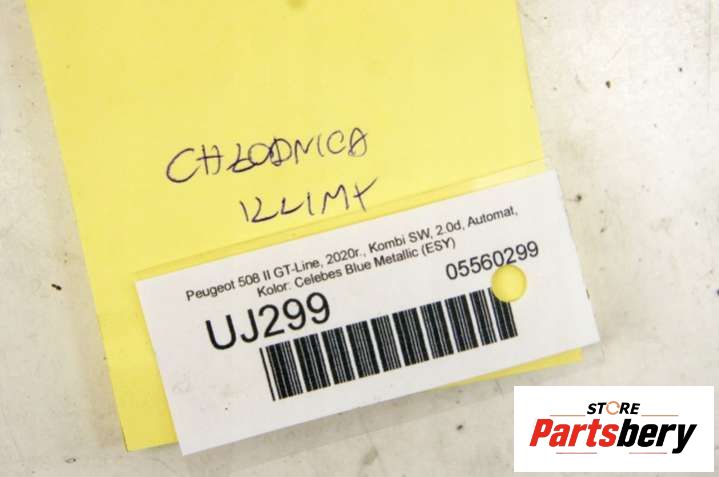 CHŁODNICA
KLIMY
Peugeot 508 II GT-Line, 2020r., Kombi SW, 2.0d, Automat,
Kolor: Celebes Blue Metallic (ESY)
05560299
UJ299
STORE
Partsbery